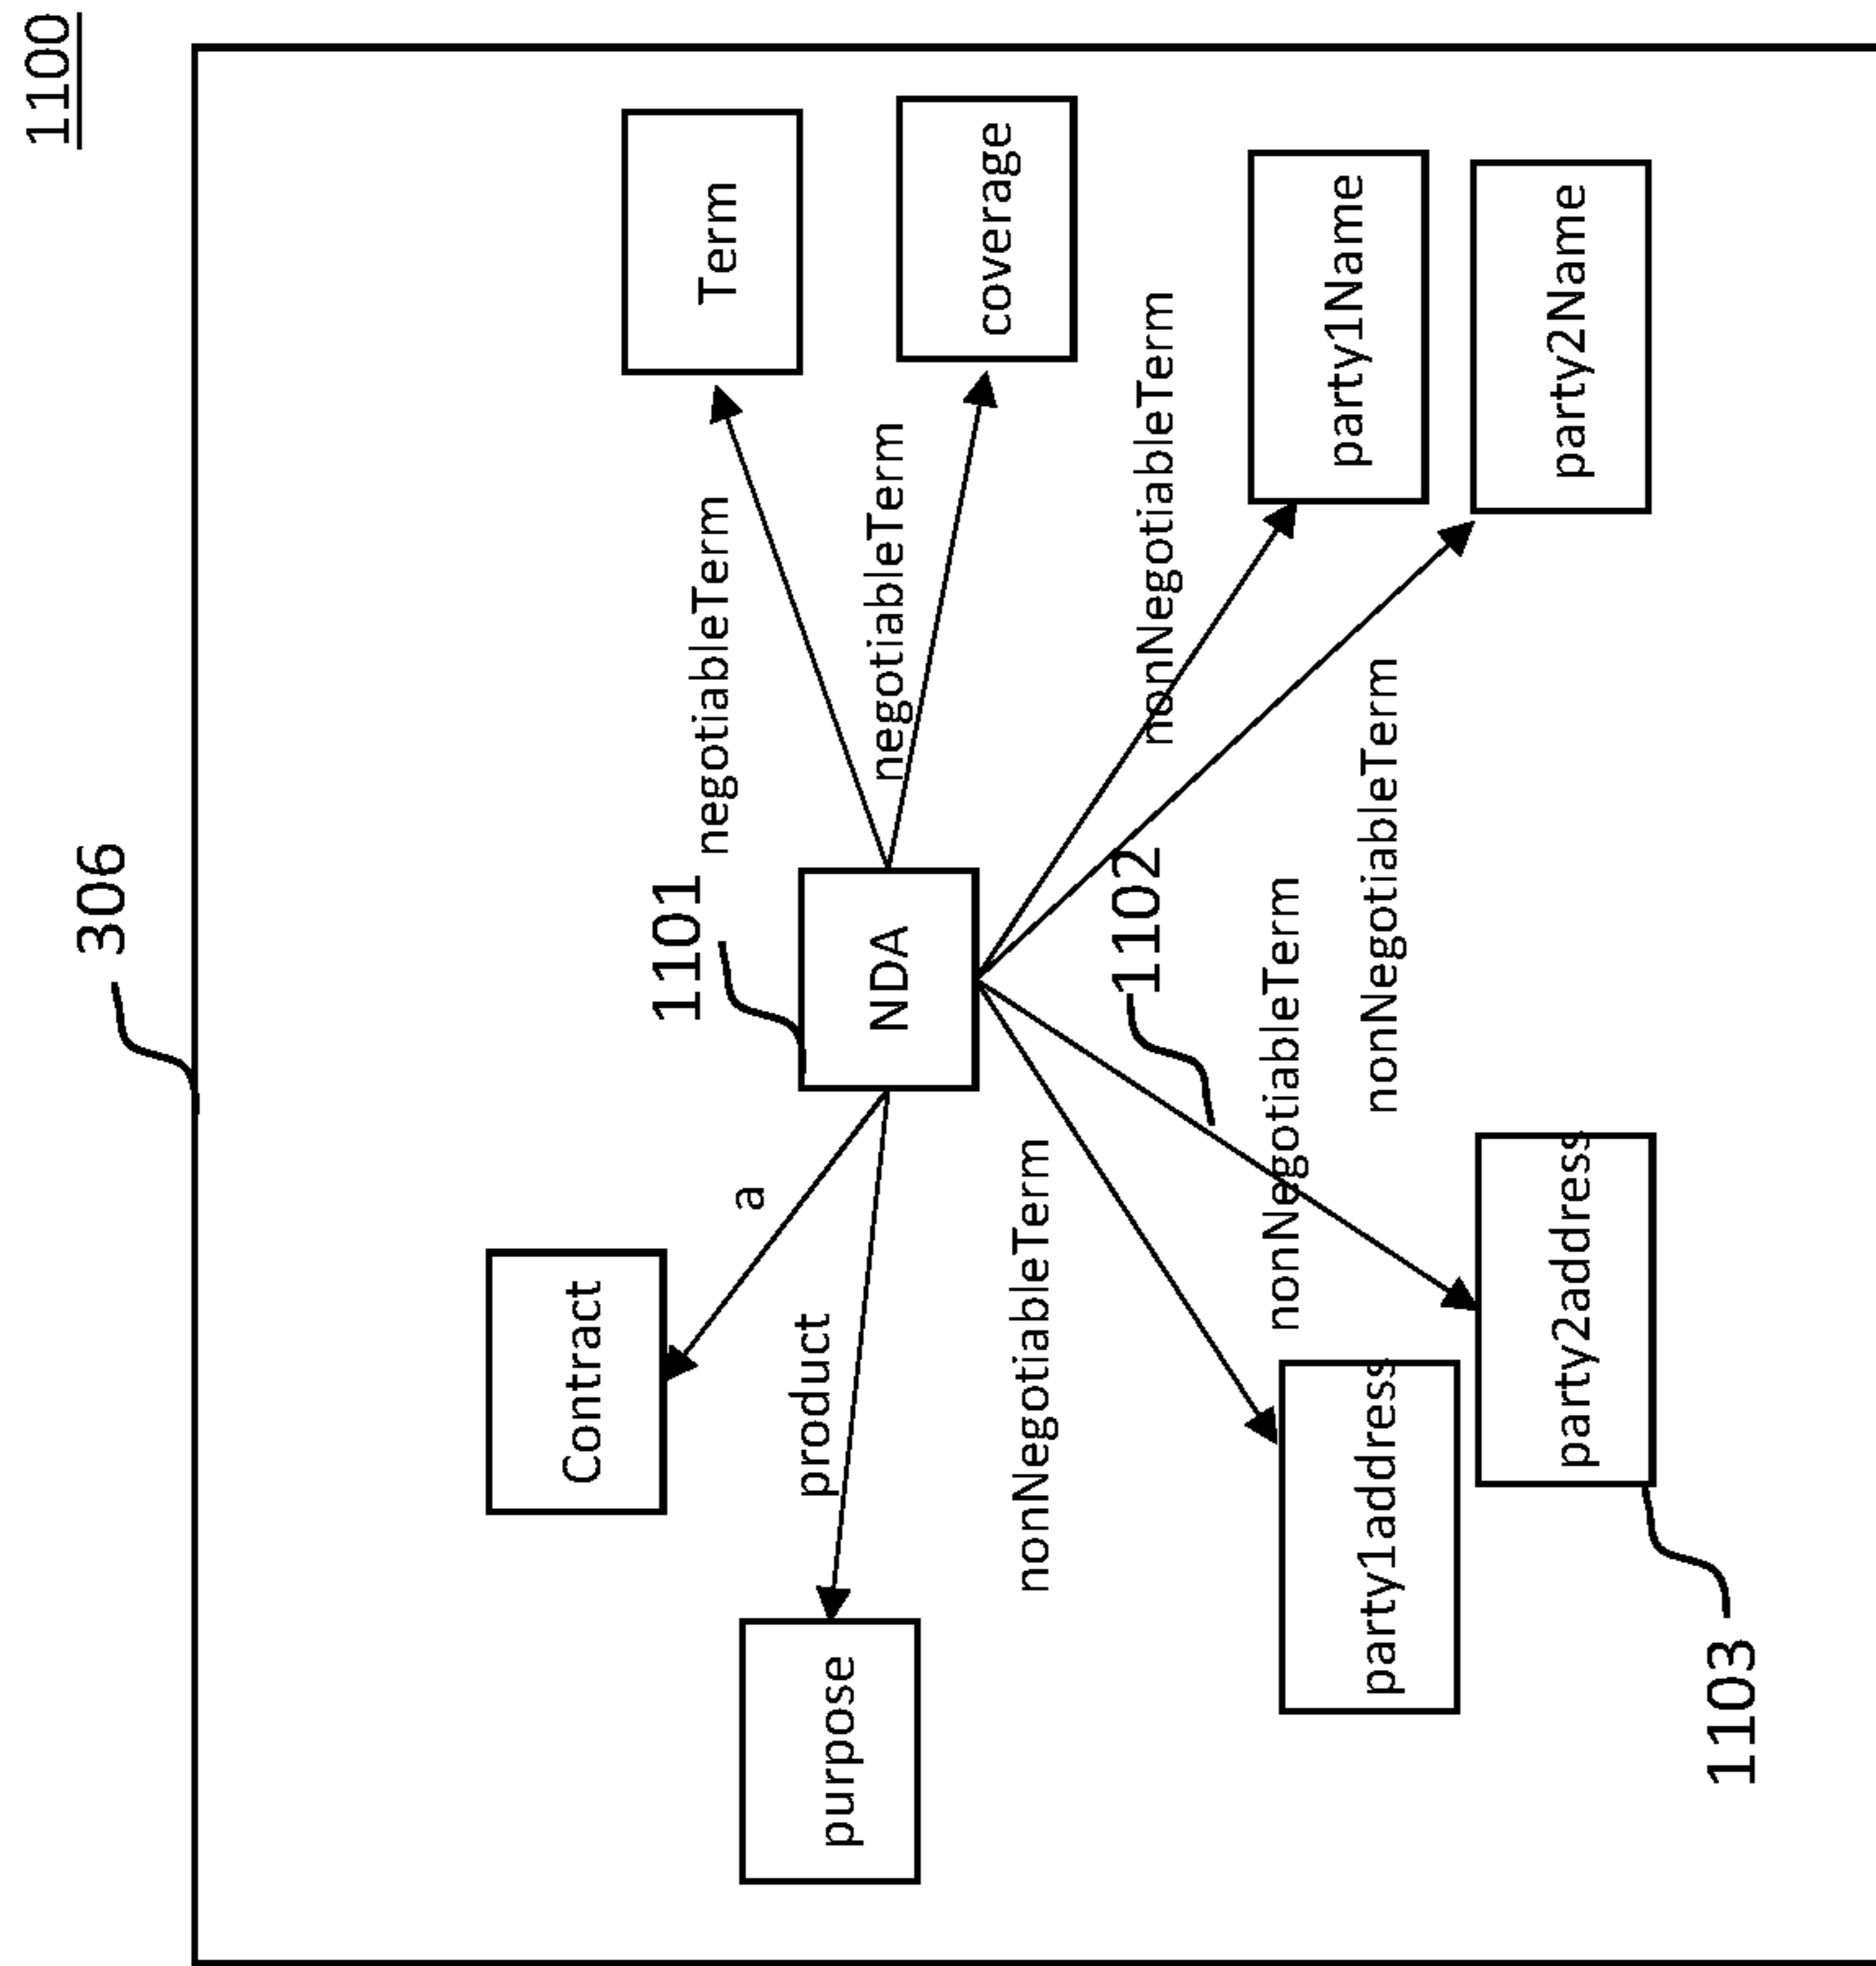 1100
306
Contract
a
1101
negotiableTerm
Term
purpose
product
NDA
negotiableTerm
coverage
nonNegotiableTerm
1102
nonNegotiableTerm
party1address
nonNegotiableTerm
party1Name
party2address
nonNegotiableTerm
party2Name
1103